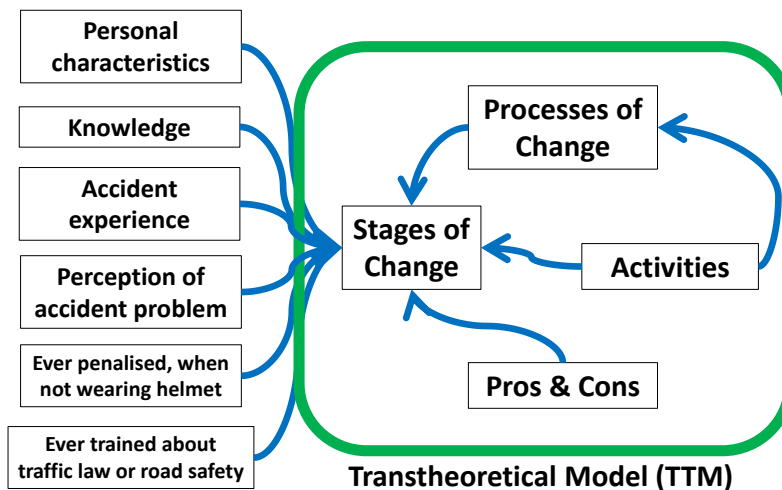 Personal
characteristics
Knowledge
Accident
experience
Perception of
accident problem
Ever penalised, when
not wearing helmet
Ever trained about
traffic law or road safety
Processes of
Change
Stages of
Change
Activities
Pros & Cons
Transtheoretical Model (TTM)